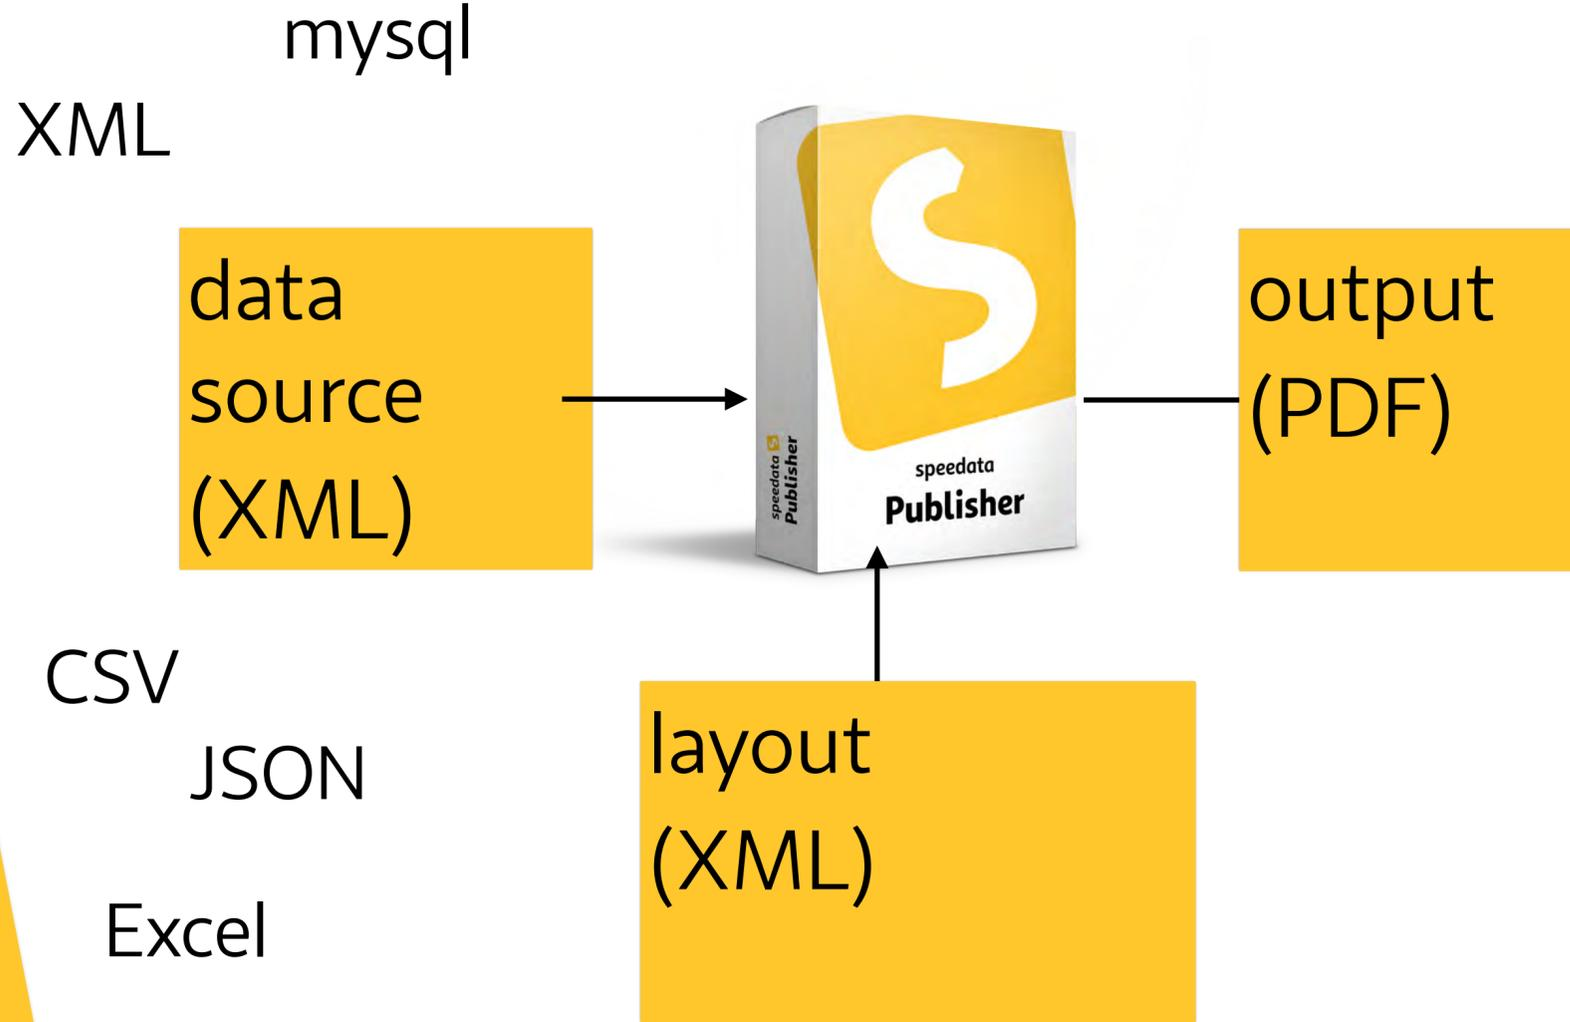 mysql
XML
data
source
(XML)
speedata
Publisher
S
speedata
Publisher
output
(PDF)
CSV
JSON
Excel
layout
(XML)